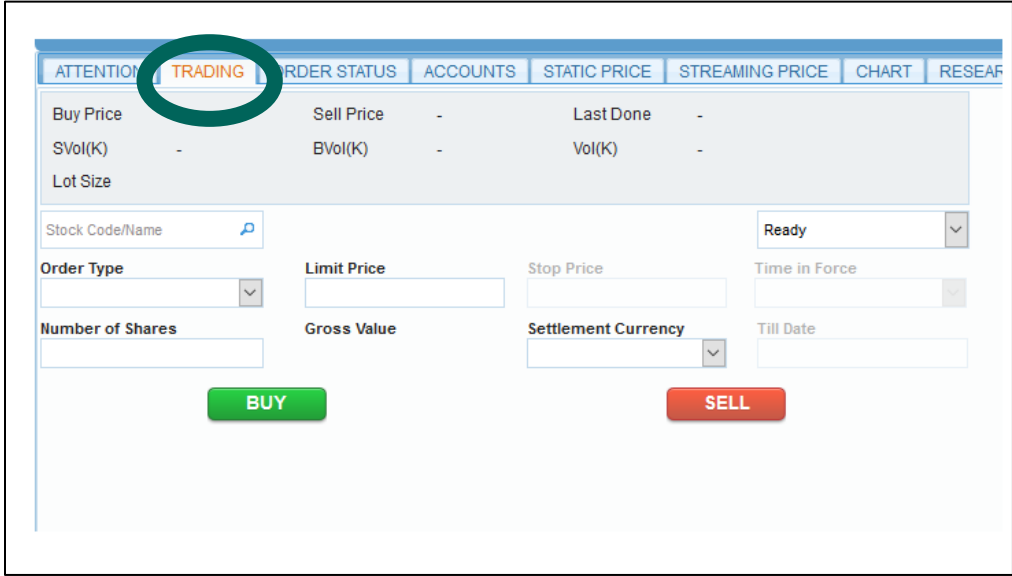 ATTENTION TRADING ORDER STATUS ACCOUNTS STATIC PRICE STREAMING PRICE CHART RESEAR
Buy Price Sell Price - Last Done -
SVol(K) - BVol(K) - Vol(K) -
Lot Size
Stock Code/Name Ready
Order Type Limit Price Stop Price Time in Force
Number of Shares Gross Value Settlement Currency Till Date
BUY SELL